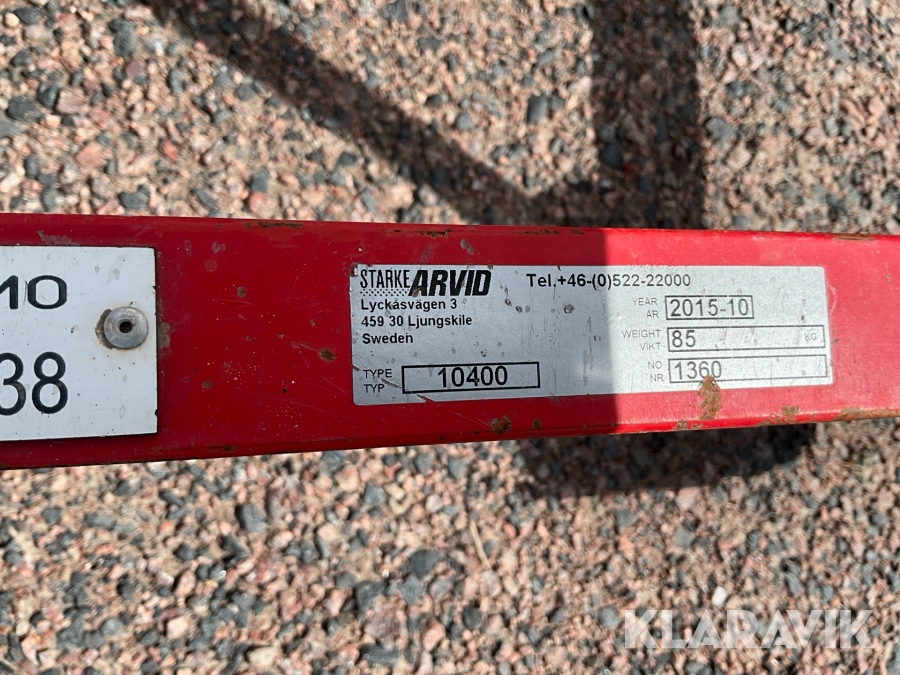 10
38
STARKE ARVID
Lyckåsvägen 3
459 30 Ljungskile
Sweden
TYPE
TYP
10400
Tel.+46-(0)522-22000
YEAR
ÅR
2015-10
WEIGHT
VIKT
85
KG
NO
NR
1360
KLARAVIK